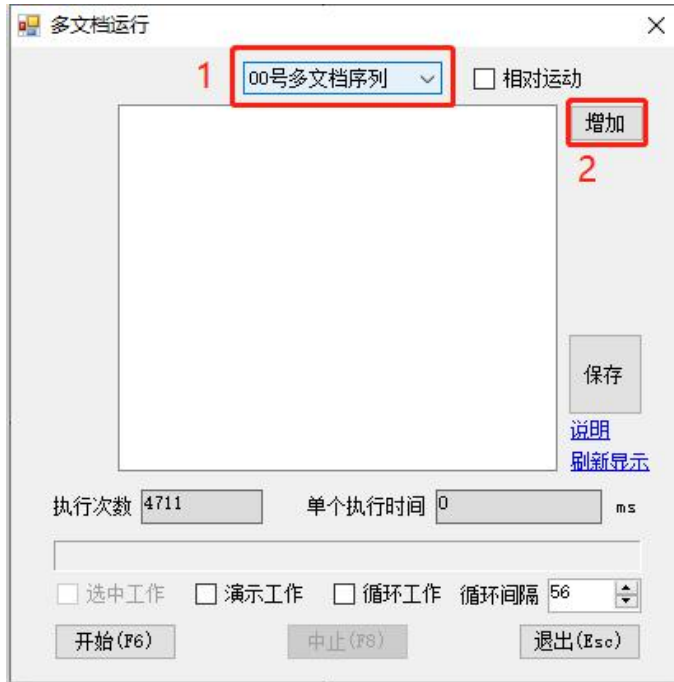 多文档运行
1 00号多文档序列 相对运动
增加
2
保存
说明
刷新显示
执行次数 4711 单个执行时间 0 ms
选中工作 演示工作 循环工作 循环间隔 56
开始(F6) 中止(F8) 退出(Esc)